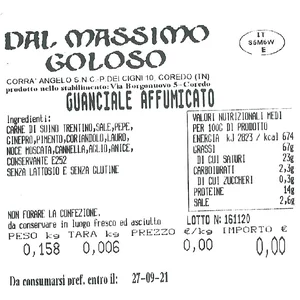 DAL MASSIMO
GOLOSO
IT
S5M6W
E
CORRA' ANGELO S.N.C.-P.DEI CIGNI 10, COREDO (TN)
prodotto nello stabilimento: Via Borgonuovo 5-Coredo
GUANCIALE AFFUMICATO
Ingredienti:
CARNE DI SUINO TRENTINO,SALE,PEPE,
GINEPRO,PIMENTO,CORIANDOLO,LAURO,
NOCE MOSCATA,CANNELLA,AGLIO,ANICE,
CONSERVANTE E252
SENZA LATTOSIO E SENZA GLUTINE
VALORI NUTRIZIONALI MEDI
PER 100G DI PRODOTTO
ENERGIA kJ 2823 / kcal 674
GRASSI 67g
DI CUI SATURI 23g
CARBOIDRATI 2,3g
DI CUI ZUCCHERI 0,3g
PROTEINE 14g
SALE 2,6g
NON FORARE LA CONFEZIONE.
da conservare in luogo fresco ed asciutto
LOTTO N: 161120
PESO kg TARA kg PREZZO €/kg IMPORTO €
0,158 0,006 0,00 0,00
Da consumarsi pref. entro il: 27-09-21